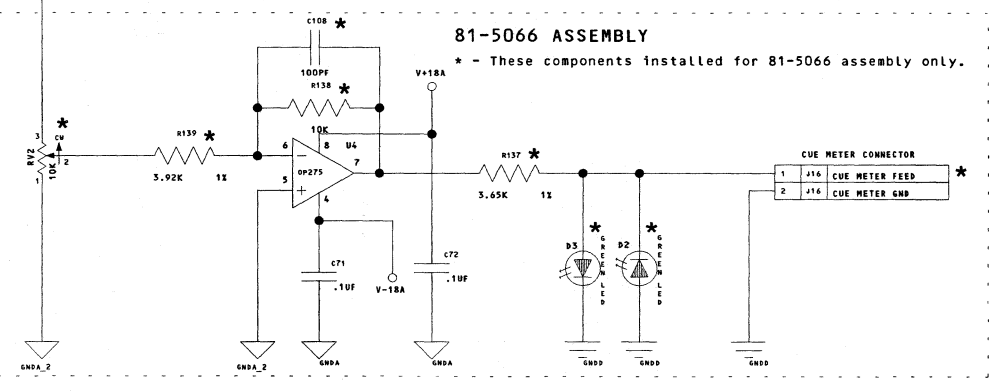 C108 *
81-5066 ASSEMBLY
* - These components installed for 81-5066 assembly only.
100PF
V+18A
R138 *
10K
3
*
CW
RV2
10K
2
1
R139 *
3.92K 1%
6
8
U4
-
OP275
7
5
+
4
R137 *
3.65K 1%
CUE METER CONNECTOR
1 J16 CUE METER FEED *
2 J16 CUE METER GND
C71
.1UF
V-18A
C72
.1UF
D3
*
GREEN LED
D2
*
GREEN LED
GNDA_2
GNDA_2
GNDA
GNDA
GNDD
GNDD
GNDD